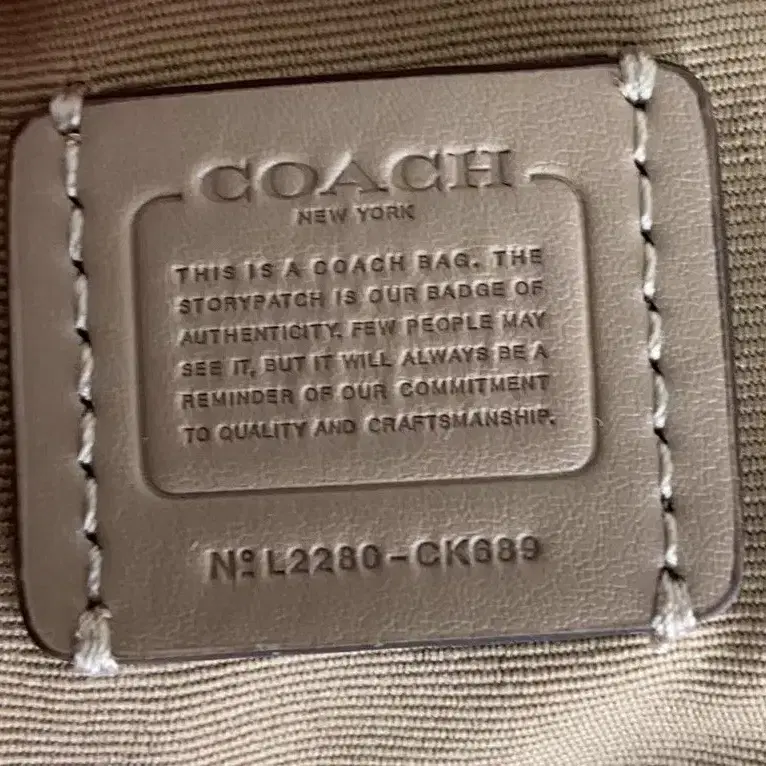 COACH
NEW YORK
THIS IS A COACH BAG. THE
STORYPATCH IS OUR BADGE OF
AUTHENTICITY. FEW PEOPLE MAY
SEE IT, BUT IT WILL ALWAYS BE A
REMINDER OF OUR COMMITMENT
TO QUALITY AND CRAFTSMANSHIP.
Nº L2280-CK689